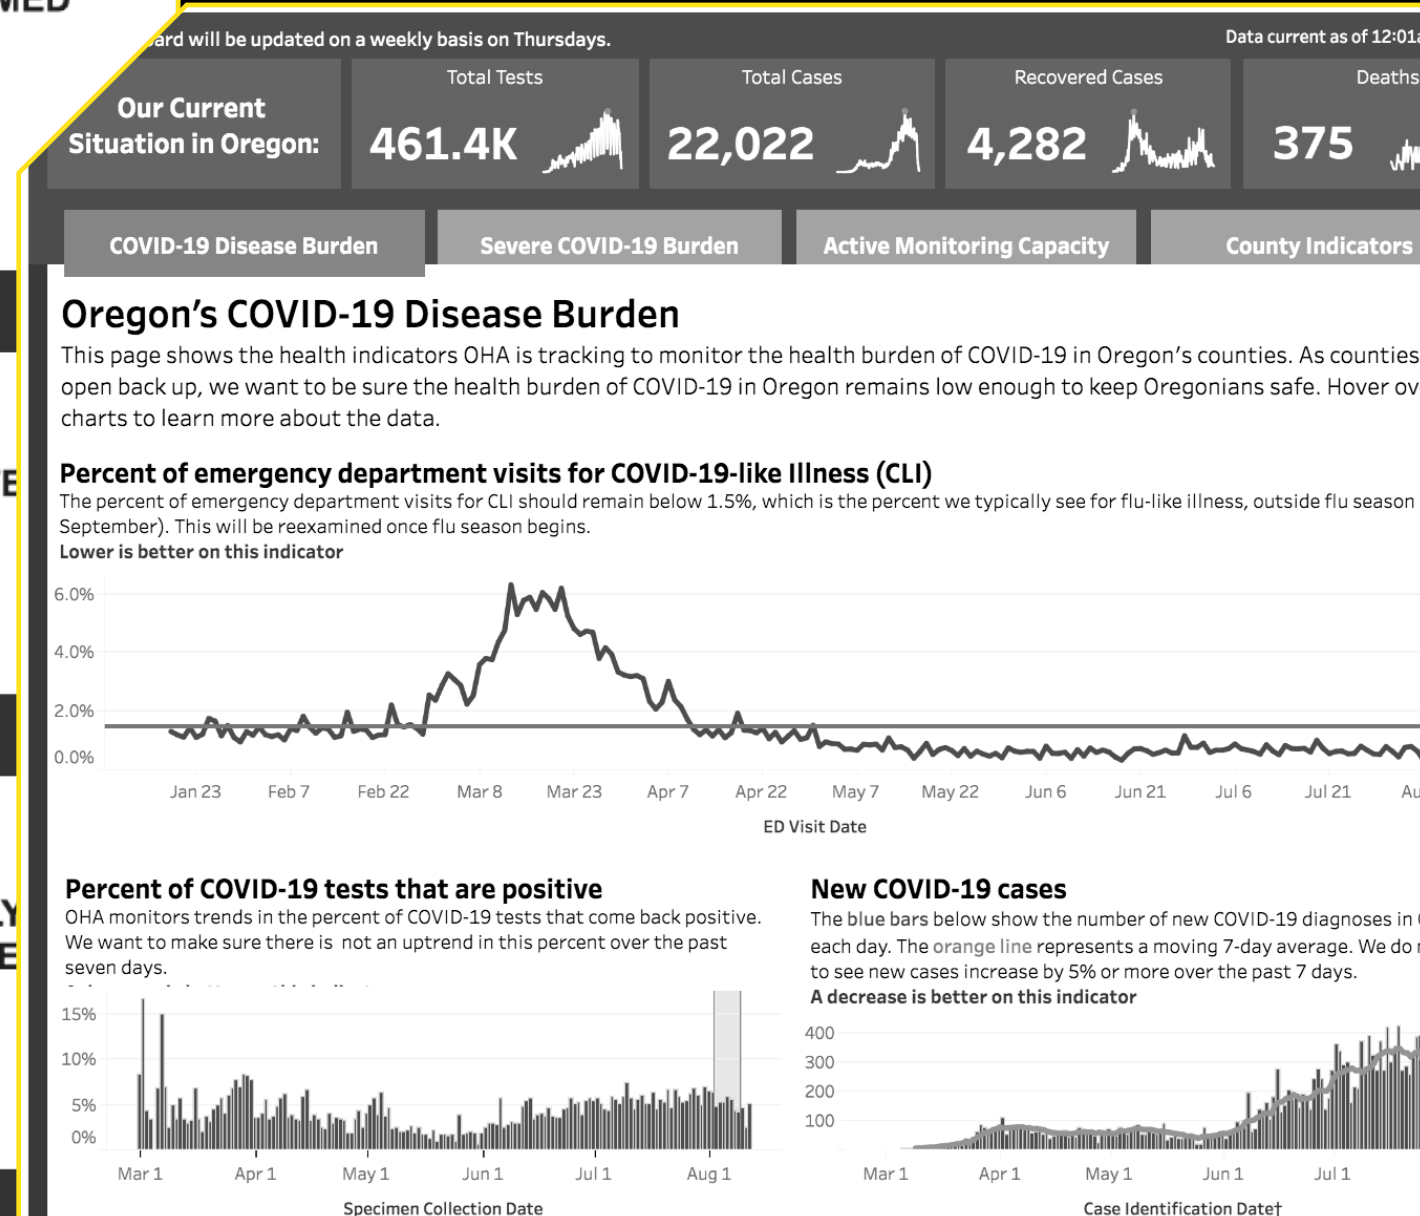 MED
ard will be updated on a weekly basis on Thursdays.
Data current as of 12:01a
Our Current
Situation in Oregon:
Total Tests
461.4K
Total Cases
22,022
Recovered Cases
4,282
Deaths
375
COVID-19 Disease Burden
Severe COVID-19 Burden
Active Monitoring Capacity
County Indicators
Oregon's COVID-19 Disease Burden
This page shows the health indicators OHA is tracking to monitor the health burden of COVID-19 in Oregon's counties. As counties
open back up, we want to be sure the health burden of COVID-19 in Oregon remains low enough to keep Oregonians safe. Hover ov
charts to learn more about the data.
Percent of emergency department visits for COVID-19-like Illness (CLI)
The percent of emergency department visits for CLI should remain below 1.5%, which is the percent we typically see for flu-like illness, outside flu season
September). This will be reexamined once flu season begins.
Lower is better on this indicator
6.0%
4.0%
2.0%
0.0%
Jan 23 Feb 7 Feb 22 Mar 8 Mar 23 Apr 7 Apr 22 May 7 May 22 Jun 6 Jun 21 Jul 6 Jul 21 Au
ED Visit Date
Percent of COVID-19 tests that are positive
OHA monitors trends in the percent of COVID-19 tests that come back positive.
We want to make sure there is not an uptrend in this percent over the past
seven days.
15%
10%
5%
0%
Mar 1 Apr 1 May 1 Jun 1 Jul 1 Aug 1
Specimen Collection Date
New COVID-19 cases
The blue bars below show the number of new COVID-19 diagnoses in
each day. The orange line represents a moving 7-day average. We do
to see new cases increase by 5% or more over the past 7 days.
A decrease is better on this indicator
400
300
200
100
Mar 1 Apr 1 May 1 Jun 1 Jul 1
Case Identification Date†